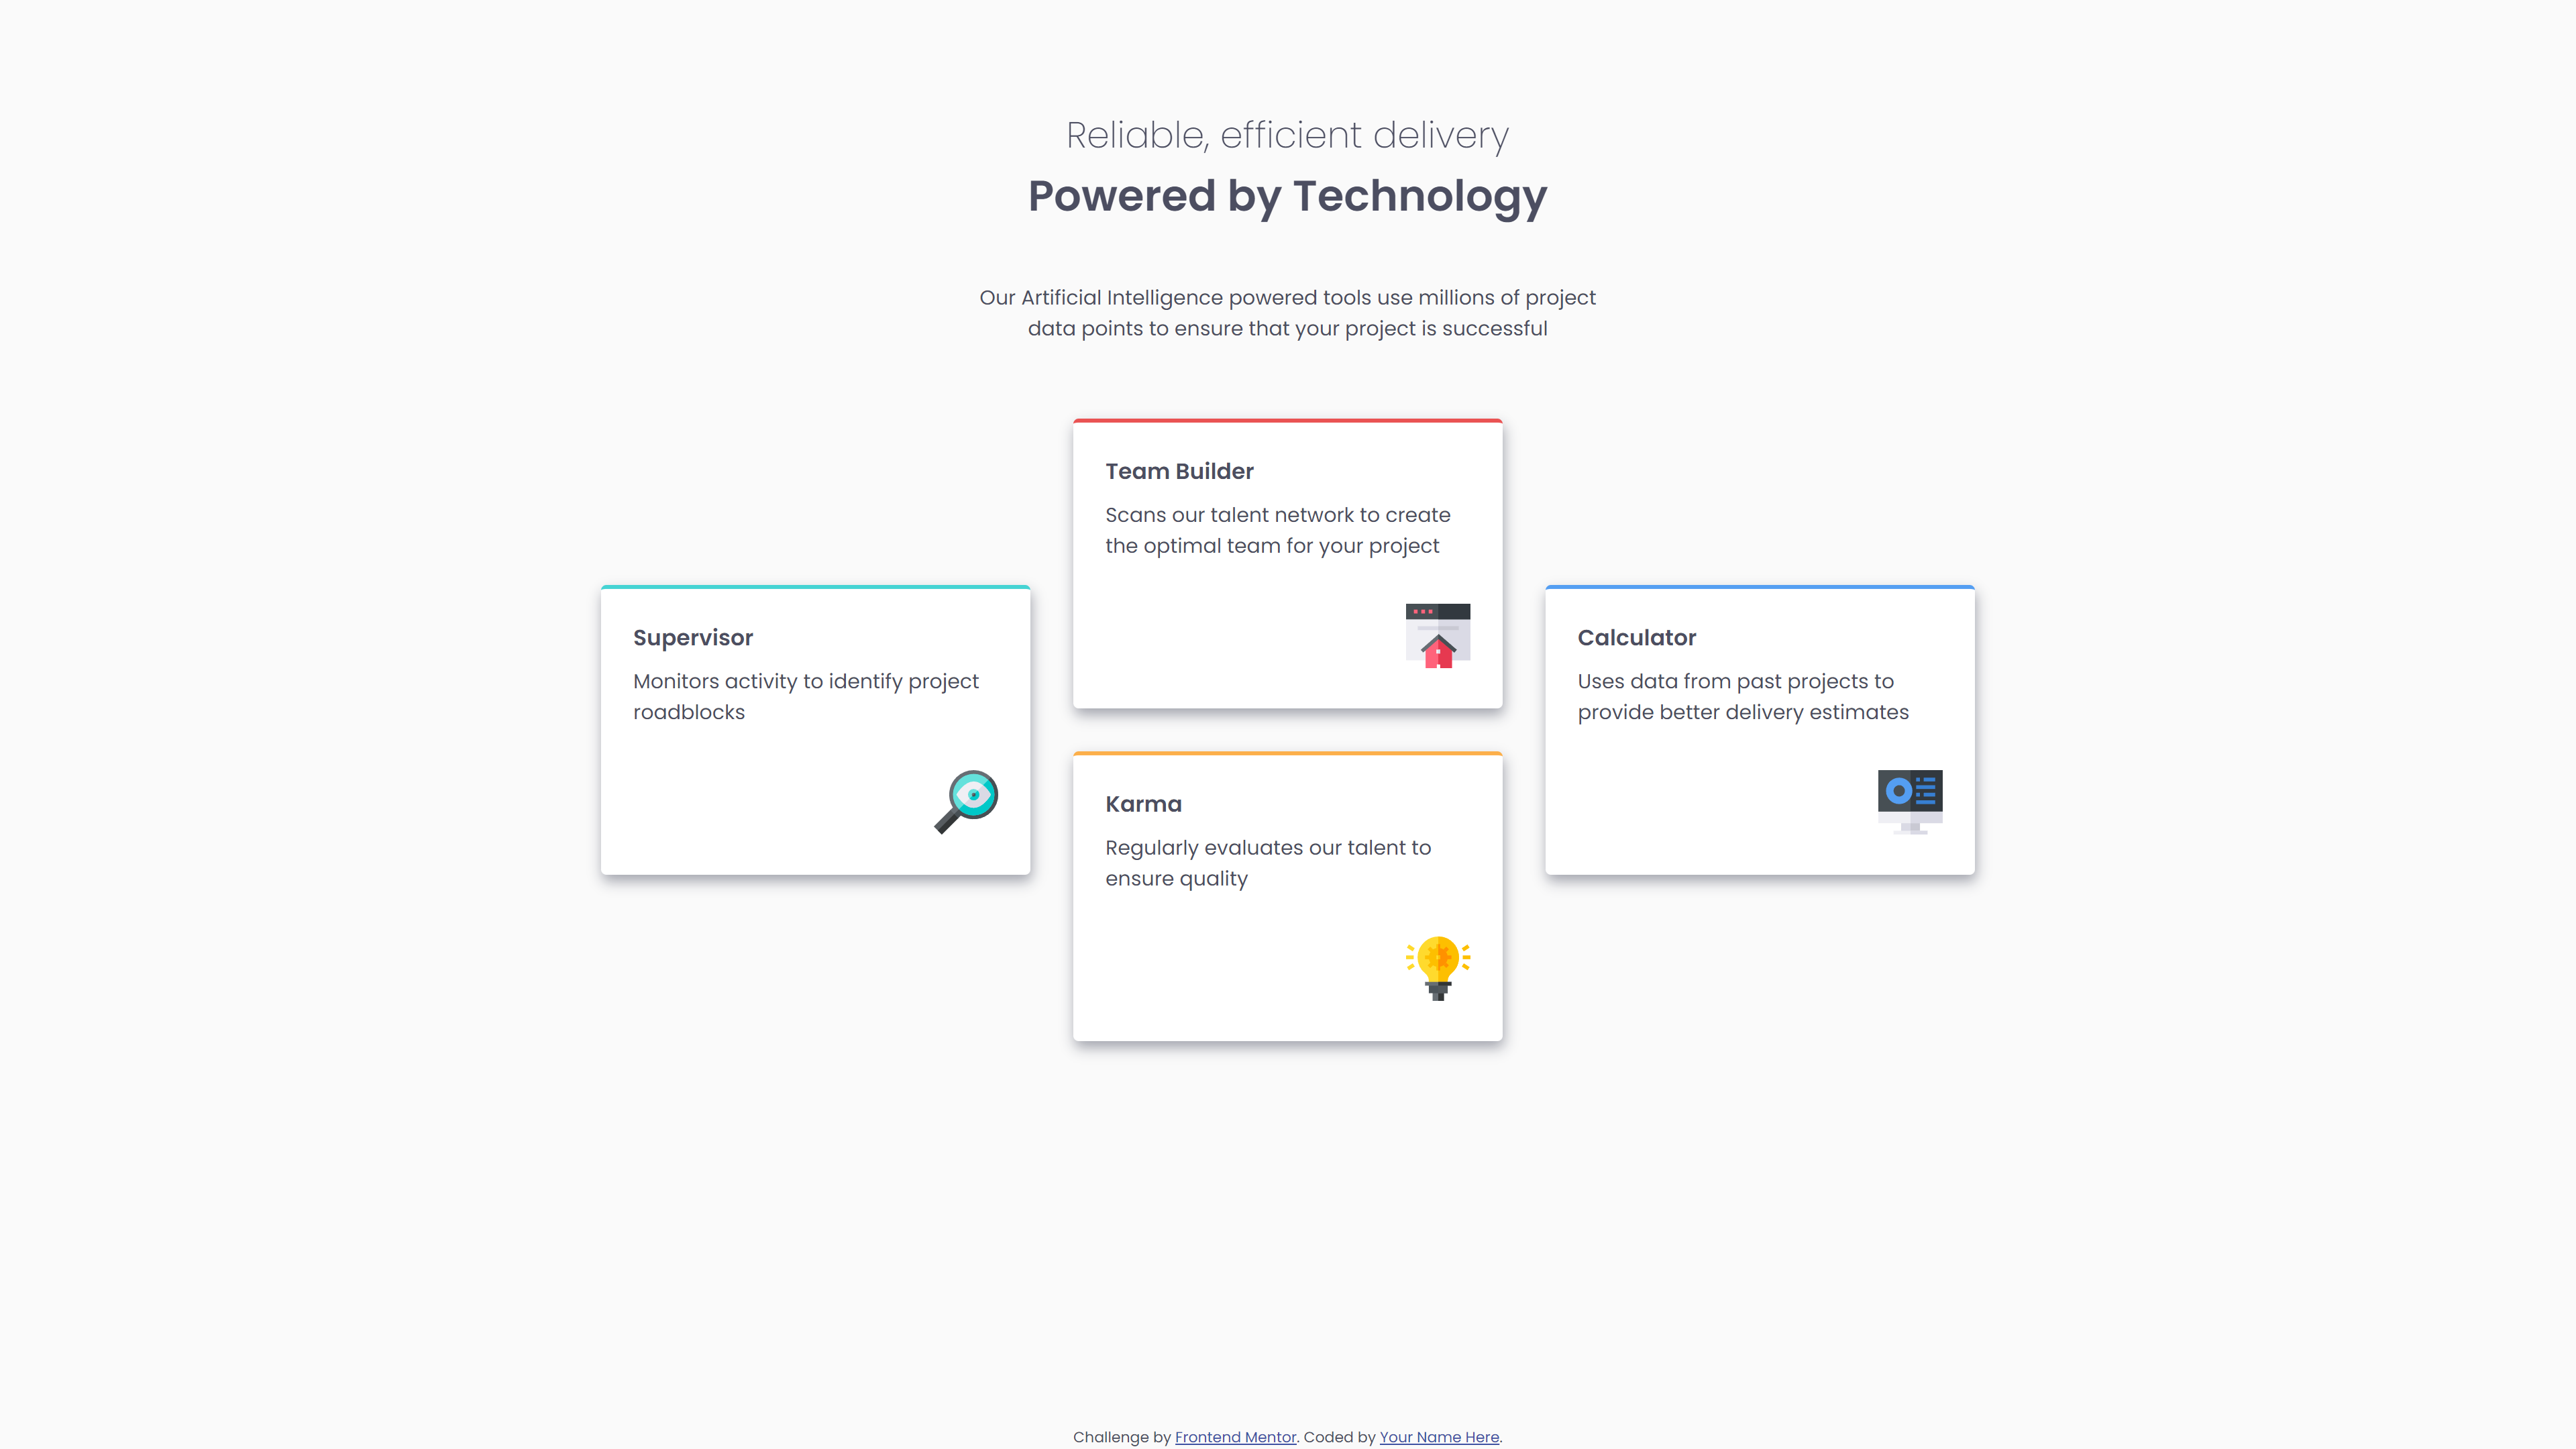 Reliable, efficient delivery
Powered by Technology
Our Artificial Intelligence powered tools use millions of project
data points to ensure that your project is successful
Team Builder
Scans our talent network to create
the optimal team for your project
Supervisor
Monitors activity to identify project
roadblocks
Calculator
Uses data from past projects to
provide better delivery estimates
Karma
Regularly evaluates our talent to
ensure quality
Challenge by Frontend Mentor. Coded by Your Name Here.